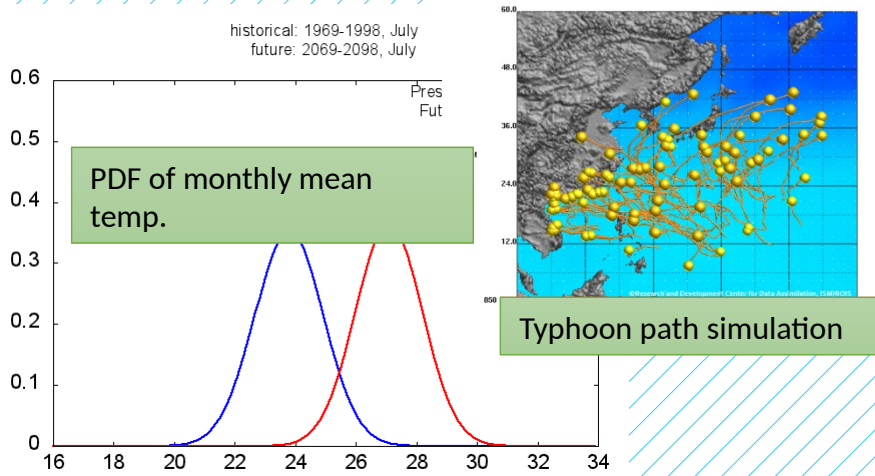 historical: 1969-1998, July
future: 2069-2098, July
0.6
0.5
0.4
0.3
0.2
0.1
0
16 18 20 22 24 26 28 30 32 34
Pres
Fut
PDF of monthly mean
temp.
60.0
48.0
36.0
24.0
12.0
850
©Research and Development Center for Data Assimilation, ISM/ROIS
Typhoon path simulation